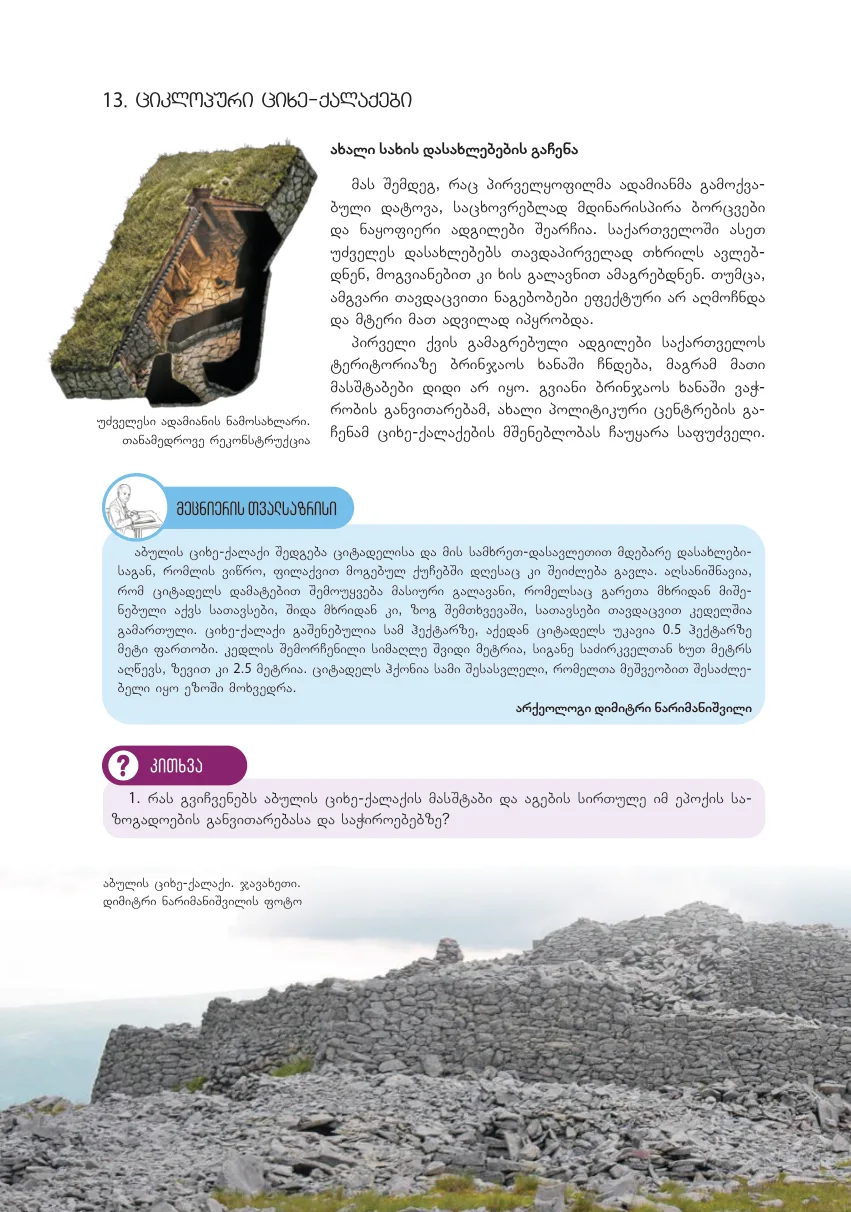 13. ციკლოპური ციხე-ქალაქები
ახალი სახის დასახლებების გაჩენა
მას შემდეგ, რაც პირველყოფილმა ადამიანმა გამოქვა-
ბული დატოვა, საცხოვრებლად მდინარისპირა ბორცვები
და ნაყოფიერი ადგილები შეარჩია. საქართველოში ასეთ
უძველეს დასახლებებს თავდაპირველად თხრილს ავლებ-
დნენ, მოგვიანებით კი ხის გალავნით ამაგრებდნენ. თუმცა,
ამგვარი თავდაცვითი ნაგებობები ეფექტური არ აღმოჩნდა
და მტერი მათ ადვილად იპყრობდა.
პირველი ქვის გამაგრებული ადგილები საქართველოს
ტერიტორიაზე ბრინჯაოს ხანაში ჩნდება, მაგრამ მათი
მასშტაბები დიდი არ იყო. გვიანი ბრინჯაოს ხანაში ვაჭ-
რობის განვითარებამ, ახალი პოლიტიკური ცენტრების გა-
ჩენამ ციხე-ქალაქების მშენებლობას ჩაუყარა საფუძველი.
უძველესი ადამიანის ნამოსახლარი.
თანამედროვე რეკონსტრუქცია
მეცნიერის თვალსაზრისი
აბულის ციხე-ქალაქი შედგება ციტადელისა და მის სამხრეთ-დასავლეთით მდებარე დასახლები-
საგან, რომლის ვიწრო, ფილაქვით მოგებულ ქუჩებში დღესაც კი შეიძლება გავლა. აღსანიშნავია,
რომ ციტადელს დამატებით შემოუყვება მასიური გალავანი, რომელსაც გარეთა მხრიდან მიშე-
ნებული აქვს სათავსები, შიდა მხრიდან კი, ზოგ შემთხვევაში, სათავსები თავდაცვით კედელშია
გამართული. ციხე-ქალაქი გაშენებულია სამ ჰექტარზე, აქედან ციტადელს უკავია 0.5 ჰექტარზე
მეტი ფართობი. კედლის შემორჩენილი სიმაღლე შვიდი მეტრია, სიგანე საძირკველთან ხუთ მეტრს
აღწევს, ზევით კი 2.5 მეტრია. ციტადელს ჰქონია სამი შესასვლელი, რომელთა მეშვეობით შესაძლე-
ბელი იყო ეზოში მოხვედრა.
არქეოლოგი დიმიტრი ნარიმანიშვილი
? კითხვა
1. რას გვიჩვენებს აბულის ციხე-ქალაქის მასშტაბი და აგების სირთულე იმ ეპოქის სა-
ზოგადოების განვითარებასა და საჭიროებებზე?
აბულის ციხე-ქალაქი. ჯავახეთი.
დიმიტრი ნარიმანიშვილის ფოტო